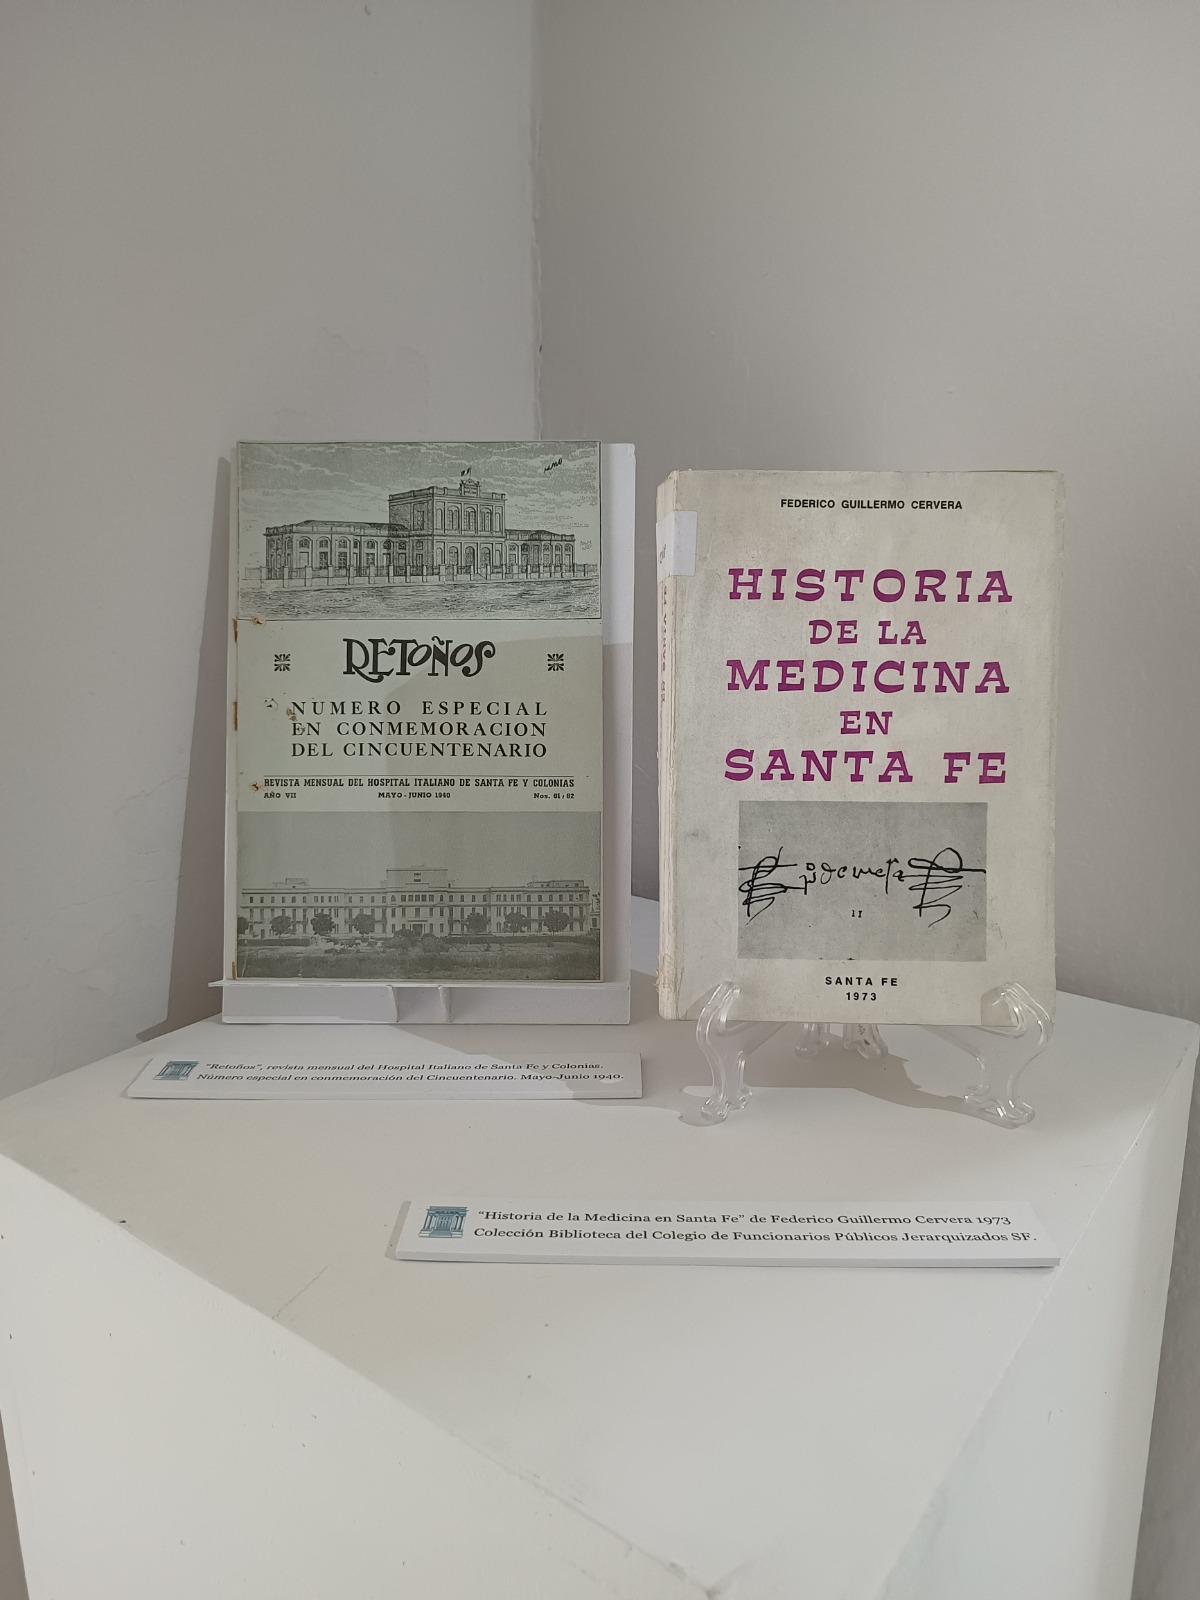 RETOÑOS
NUMERO ESPECIAL
EN CONMEMORACION
DEL CINCUENTENARIO
REVISTA MENSUAL DEL HOSPITAL ITALIANO DE SANTA FE Y COLONIAS
AÑO VII MAYO-JUNIO 1940 Nos. 81/82
FEDERICO GUILLERMO CERVERA
HISTORIA
DE LA
MEDICINA
EN
SANTA FE
II
SANTA FE
1973
"Retoños", revista mensual del Hospital Italiano de Santa Fe y Colonias.
Número especial en conmemoración del Cincuentenario. Mayo-Junio 1940.
"Historia de la Medicina en Santa Fe" de Federico Guillermo Cervera 1973
Colección Biblioteca del Colegio de Funcionarios Públicos Jerarquizados SF.